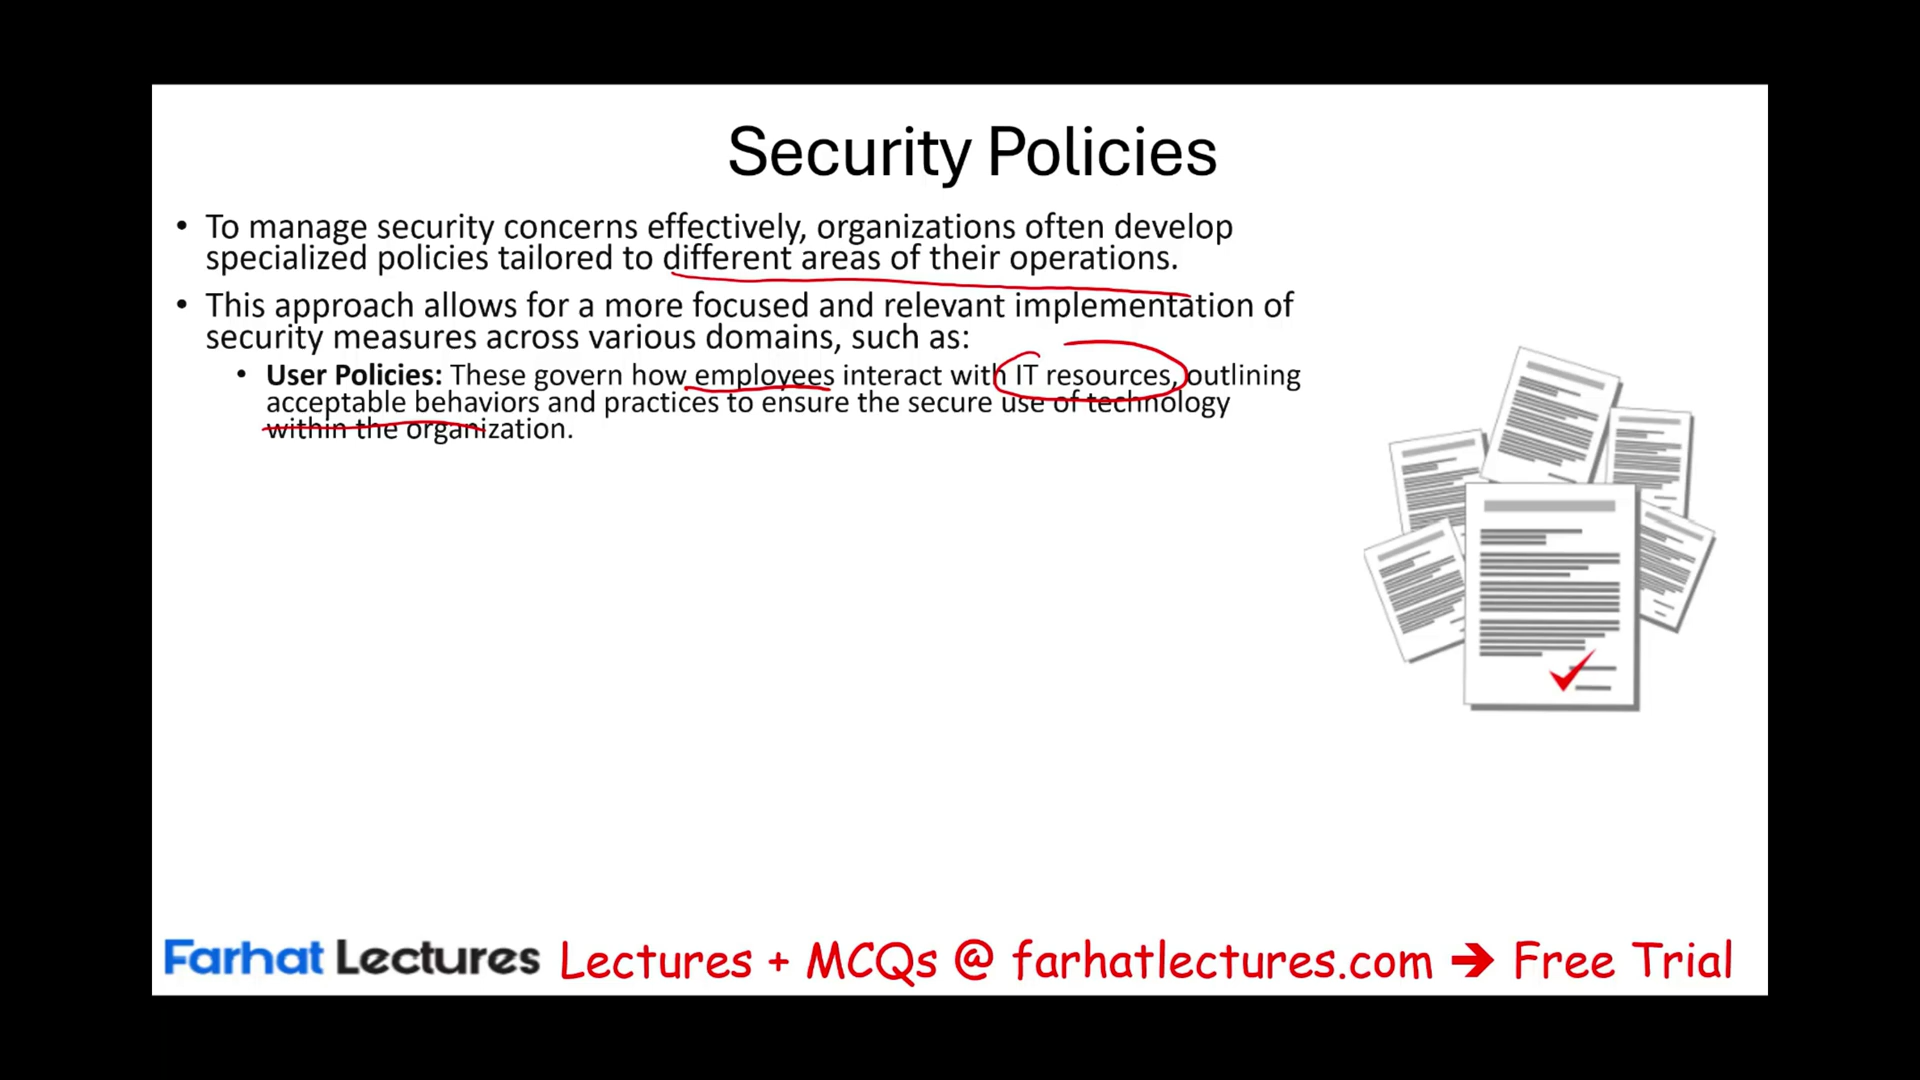 Security Policies
• To manage security concerns effectively, organizations often develop
specialized policies tailored to different areas of their operations.
• This approach allows for a more focused and relevant implementation of
security measures across various domains, such as:
• User Policies: These govern how employees interact with IT resources, outlining
acceptable behaviors and practices to ensure the secure use of technology
within the organization.
Farhat Lectures Lectures + MCQs @ farhatlectures.com ➔ Free Trial